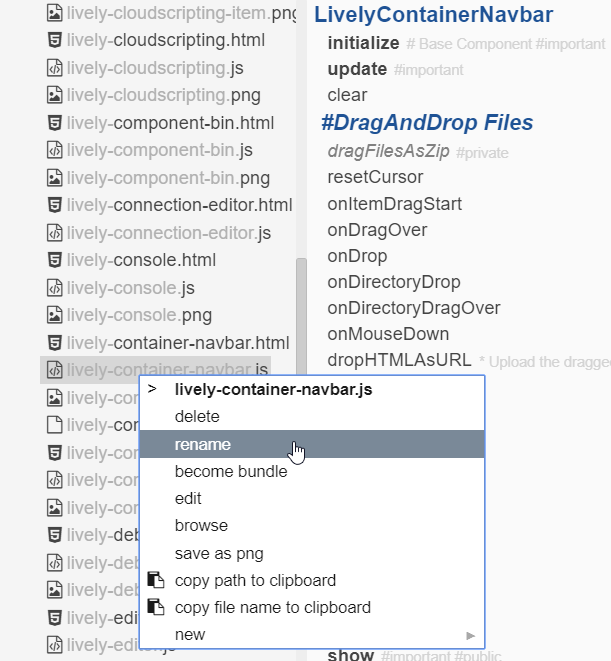 lively-cloudscripting-item.png
lively-cloudscripting.html
lively-cloudscripting.js
lively-cloudscripting.png
lively-component-bin.html
lively-component-bin.js
lively-component-bin.png
lively-connection-editor.html
lively-connection-editor.js
lively-console.html
lively-console.js
lively-console.png
lively-container-navbar.html
lively-container-navbar.js
lively-co
lively-con
lively-con
lively-con
lively-con
lively-deb
lively-deb
lively-deb
lively-edi
lively-editor.js
> lively-container-navbar.js
delete
rename
become bundle
edit
browse
save as png
copy path to clipboard
copy file name to clipboard
new ▶
LivelyContainerNavbar
initialize # Base Component #important
update #important
clear
#DragAndDrop Files
dragFilesAsZip #private
resetCursor
onItemDragStart
onDragOver
onDrop
onDirectoryDrop
onDirectoryDragOver
onMouseDown
dropHTMLAsURL * Upload the dragge
show #important #public